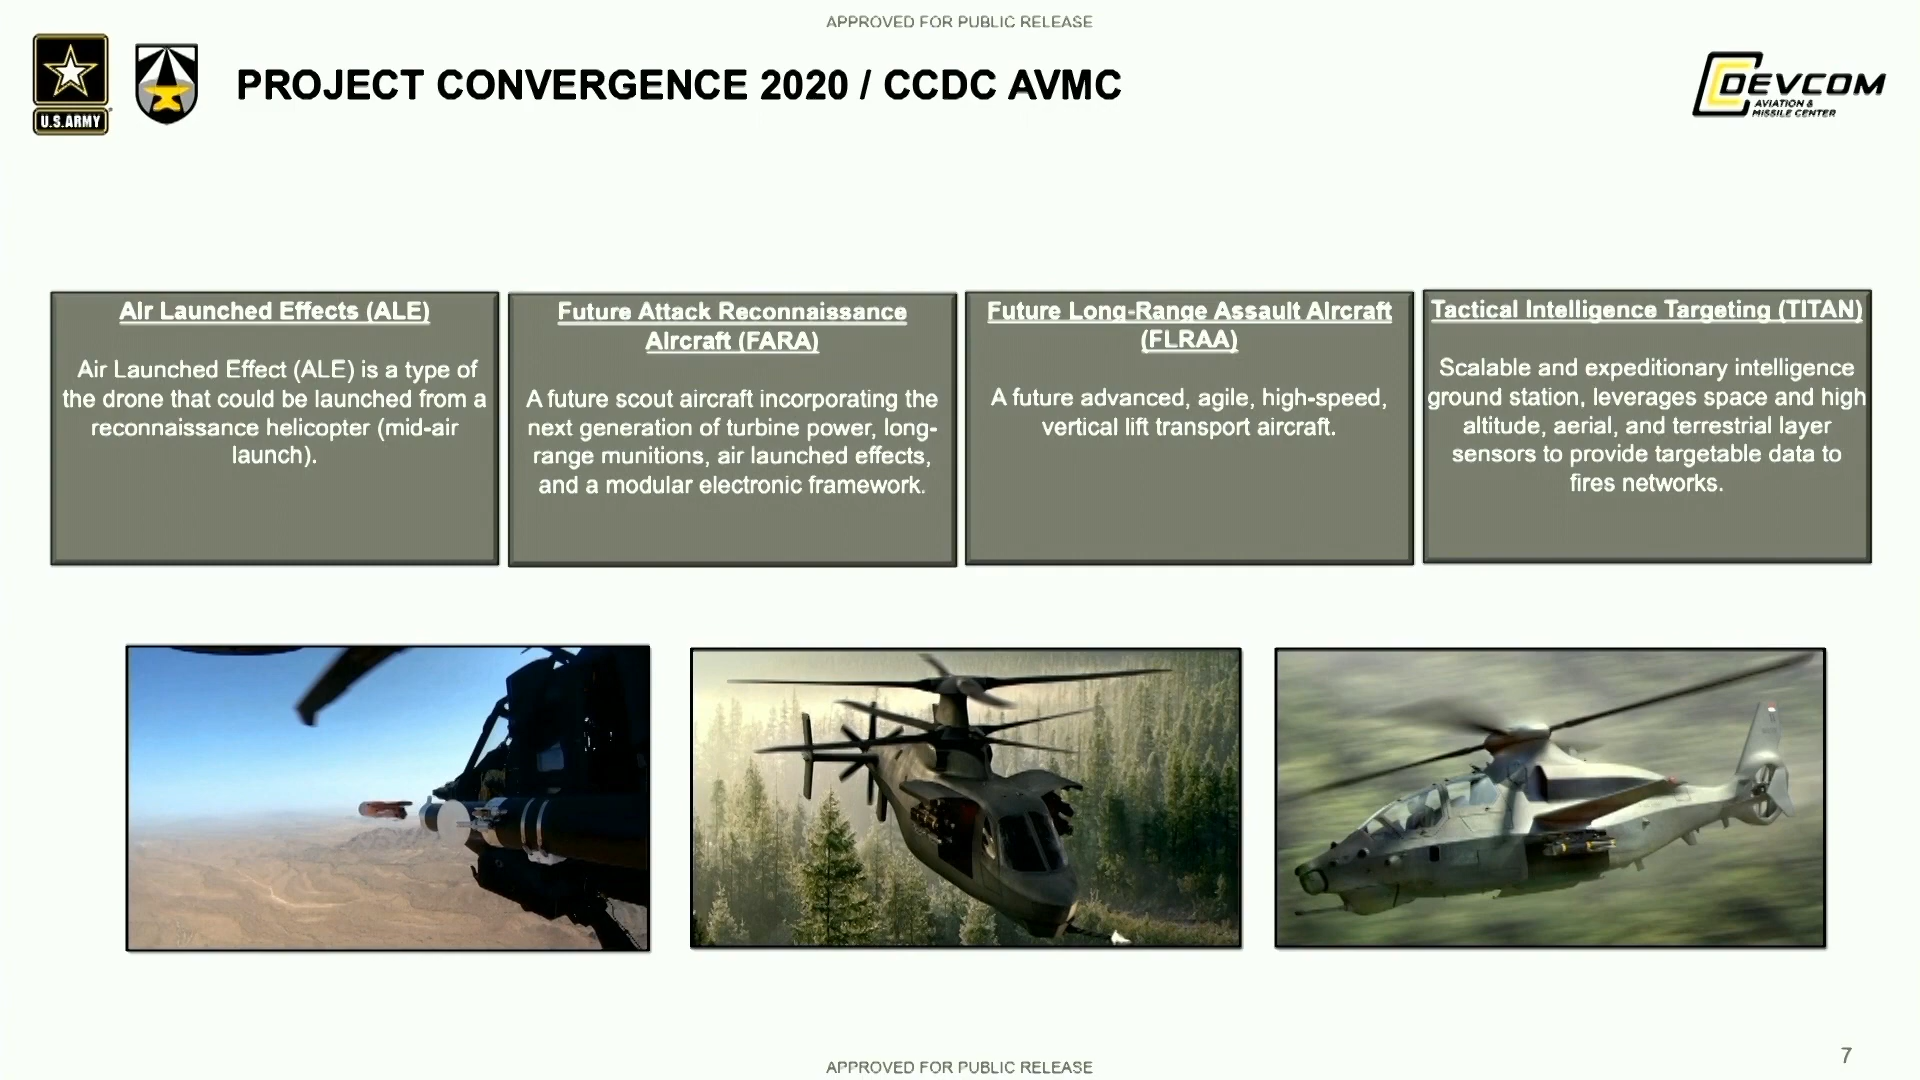 APPROVED FOR PUBLIC RELEASE
U.S.ARMY
PROJECT CONVERGENCE 2020 / CCDC AVMC
DEVCOM
AVIATION &
MISSILE CENTER
Air Launched Effects (ALE)
Air Launched Effect (ALE) is a type of
the drone that could be launched from a
reconnaissance helicopter (mid-air
launch).
Future Attack Reconnaissance
Aircraft (FARA)
A future scout aircraft incorporating the
next generation of turbine power, long-
range munitions, air launched effects,
and a modular electronic framework.
Future Long-Range Assault Aircraft
(FLRAA)
A future advanced, agile, high-speed,
vertical lift transport aircraft.
Tactical Intelligence Targeting (TITAN)
Scalable and expeditionary intelligence
ground station, leverages space and high
altitude, aerial, and terrestrial layer
sensors to provide targetable data to
fires networks.
7
APPROVED FOR PUBLIC RELEASE